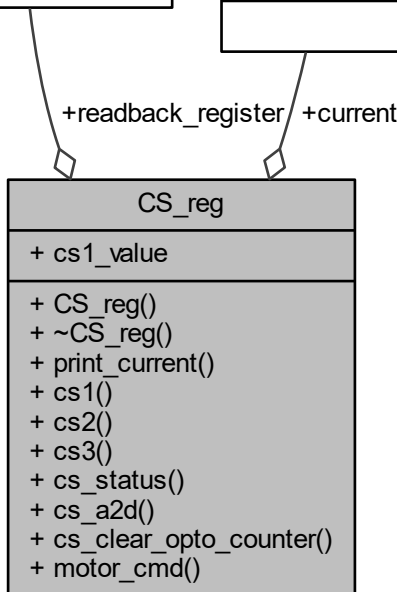 +readback_register +current
CS_reg
+ cs1_value
+ CS_reg()
+ ~CS_reg()
+ print_current()
+ cs1()
+ cs2()
+ cs3()
+ cs_status()
+ cs_a2d()
+ cs_clear_opto_counter()
+ motor_cmd()